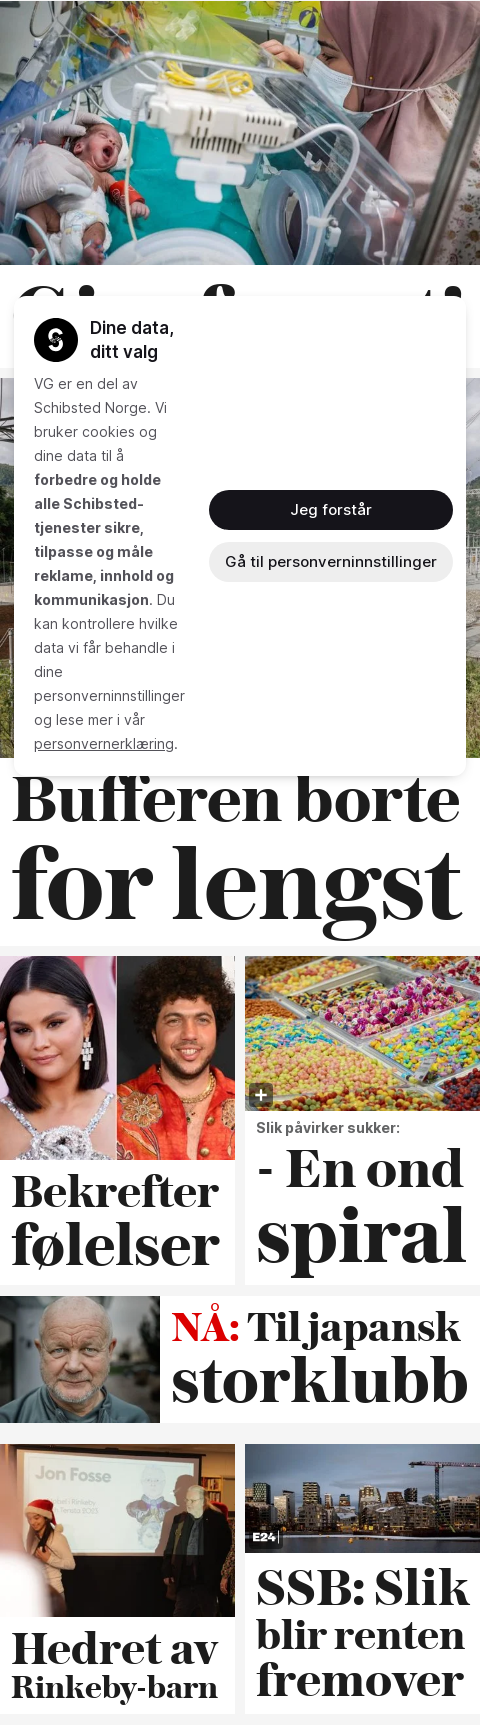 Dine data,
ditt valg
VG er en del av
Schibsted Norge. Vi
bruker cookies og
dine data til å
forbedre og holde
alle Schibsted-
tjenester sikre,
tilpasse og måle
reklame, innhold og
kommunikasjon. Du
kan kontrollere hvilke
data vi får behandle i
dine
personverninnstillinger
og lese mer i vår
personvernerklæring.
Jeg forstår
Gå til personverninnstillinger
Bufferen borte
for lengst
Bekrefter
følelser
Slik påvirker sukker:
- En ond
spiral
NÅ: Til japansk
storklubb
Jon Fosse
Hedret av
Rinkeby-barn
E24
SSB: Slik
blir renten
fremover